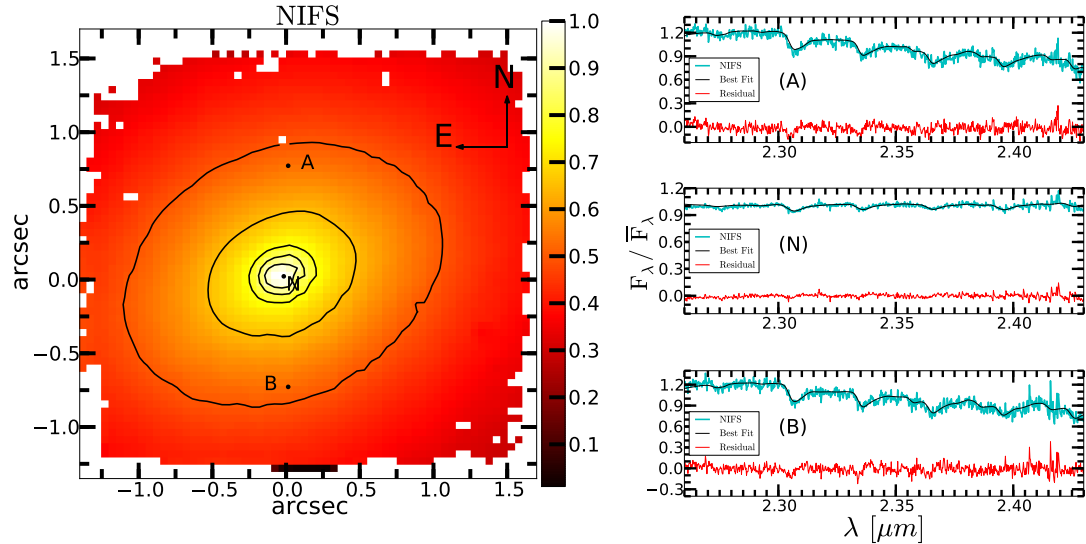 NIFS
1.5
1.0
0.5
0.0
−0.5
−1.0
arcsec
−1.0 −0.5 0.0 0.5 1.0 1.5
arcsec
N
E
A
N
B
1.0
0.9
0.8
0.7
0.6
0.5
0.4
0.3
0.2
0.1
1.2
0.9
0.6
0.3
0.0
NIFS
Best Fit
Residual
(A)
2.30 2.35 2.40
1.2
0.9
0.6
0.3
0.0
NIFS
Best Fit
Residual
(N)
2.30 2.35 2.40
F_λ / F̅_λ
1.2
0.9
0.6
0.3
0.0
−0.3
NIFS
Best Fit
Residual
(B)
2.30 2.35 2.40
λ [μm]